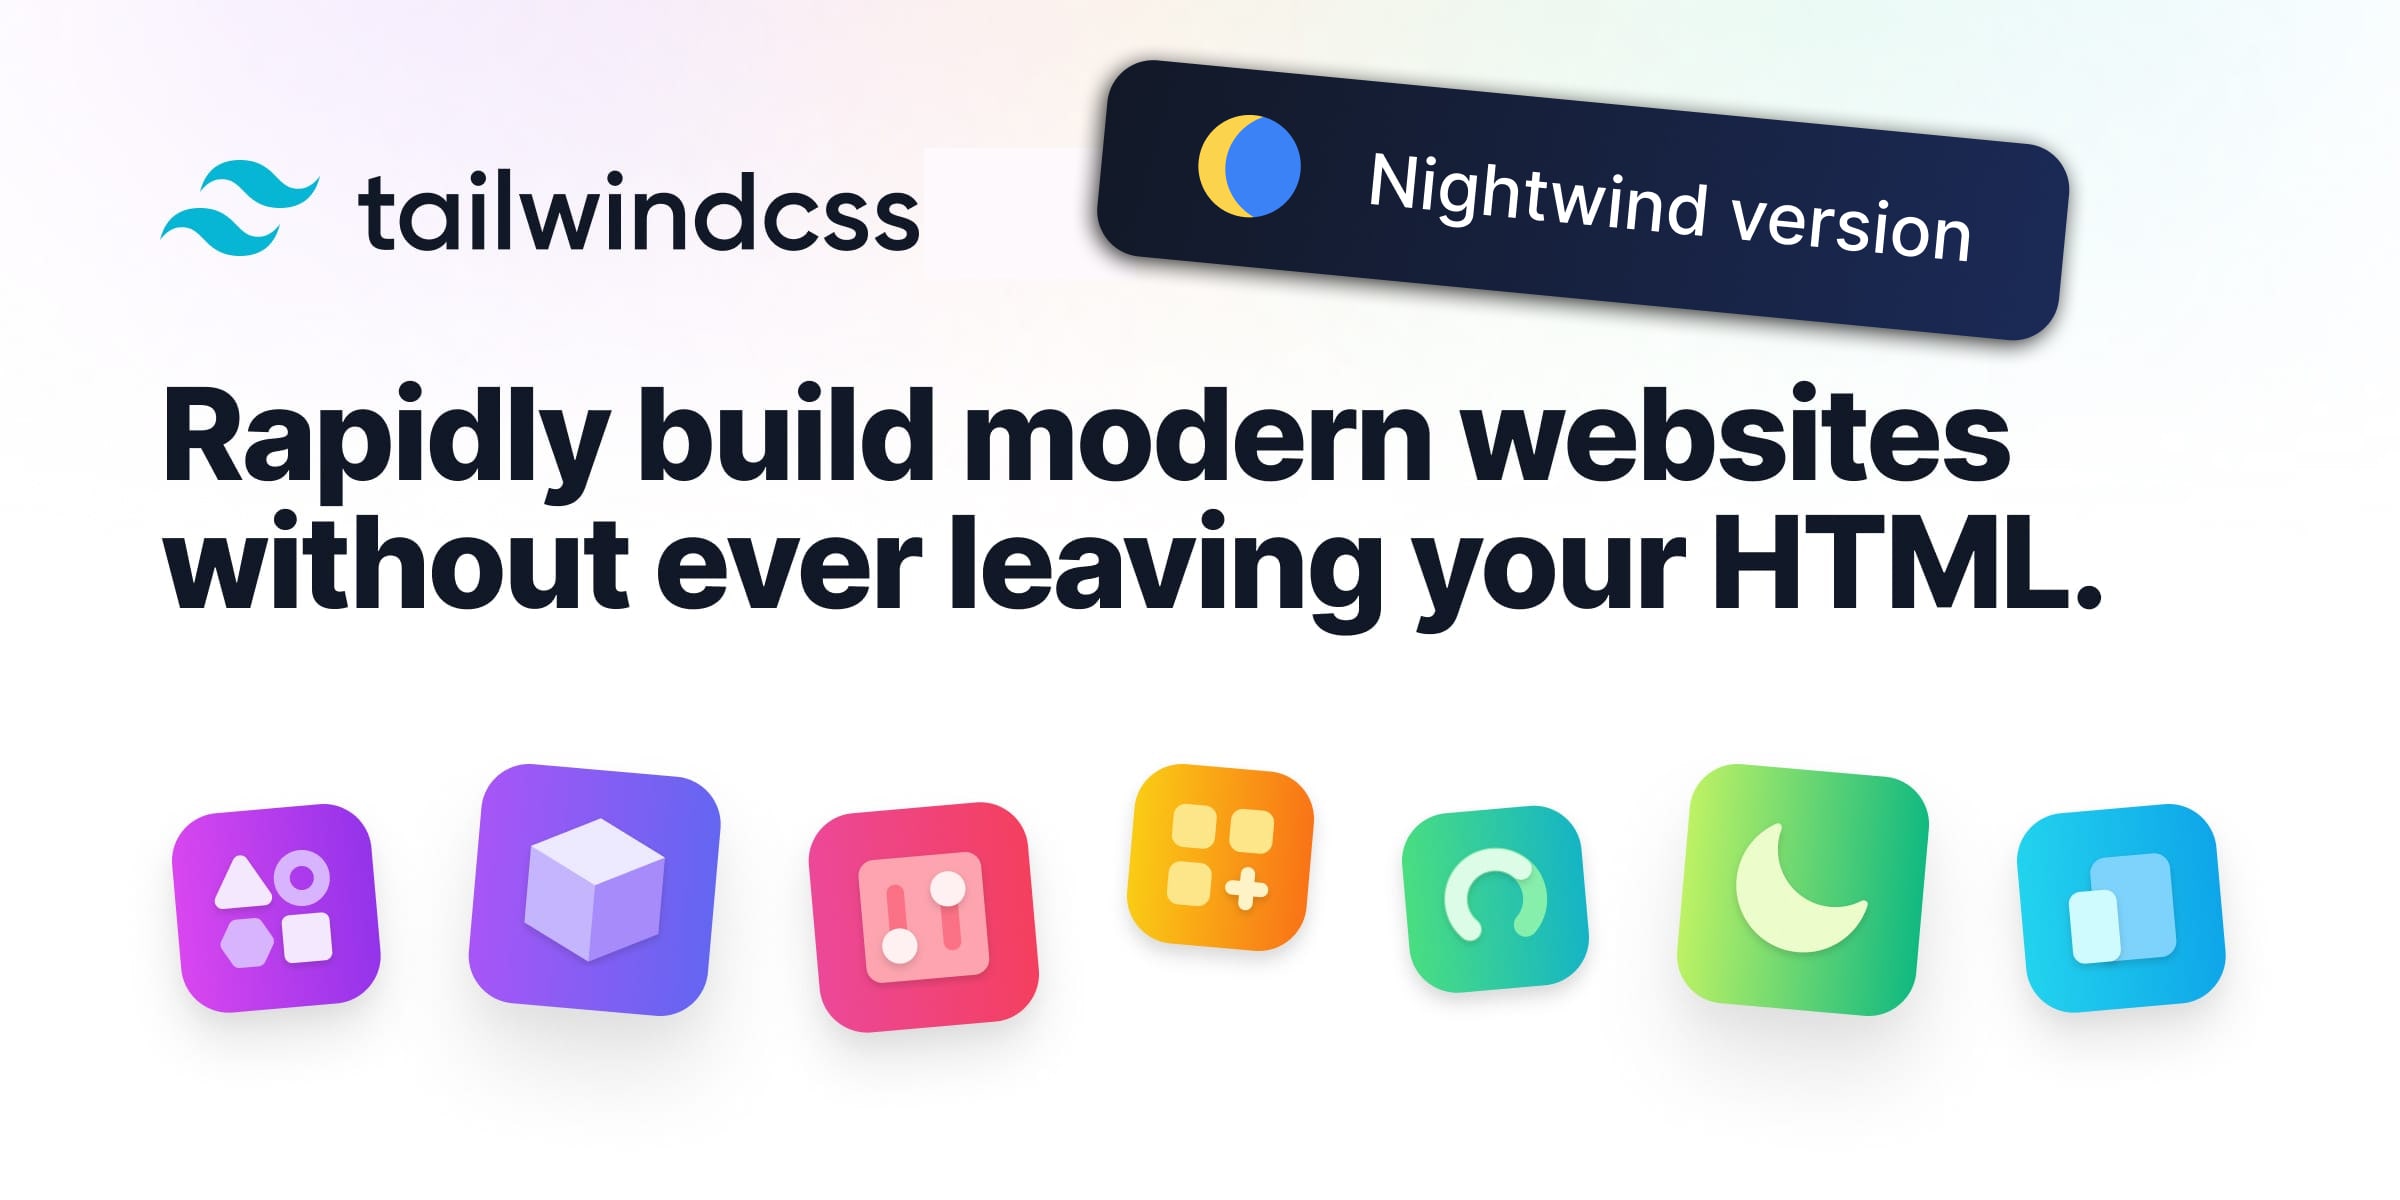 tailwindcss
Nightwind version
Rapidly build modern websites
without ever leaving your HTML.